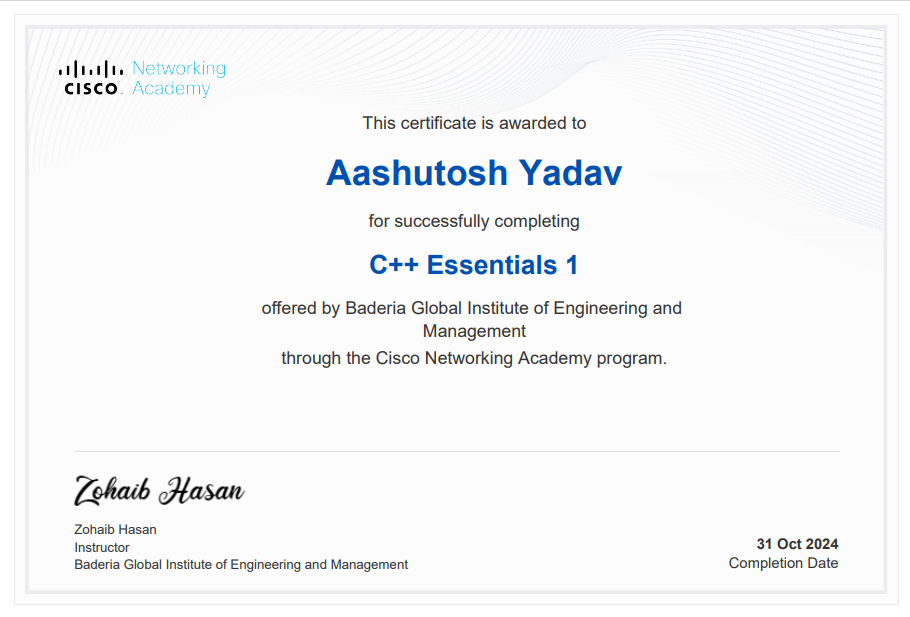 CISCO Networking Academy
This certificate is awarded to
Aashutosh Yadav
for successfully completing
C++ Essentials 1
offered by Baderia Global Institute of Engineering and
Management
through the Cisco Networking Academy program.
Zohaib Hasan
Zohaib Hasan
Instructor
Baderia Global Institute of Engineering and Management
31 Oct 2024
Completion Date